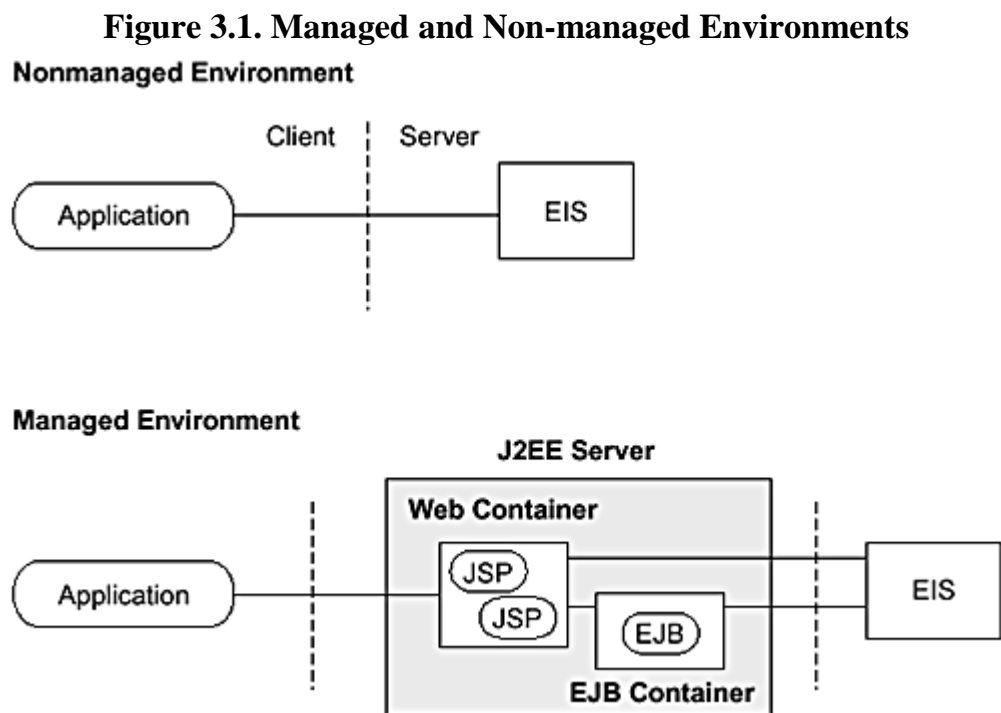 Figure 3.1. Managed and Non-managed Environments
Nonmanaged Environment
Client
Server
Application
EIS
Managed Environment
J2EE Server
Web Container
JSP
JSP
Application
EIS
EJB
EJB Container